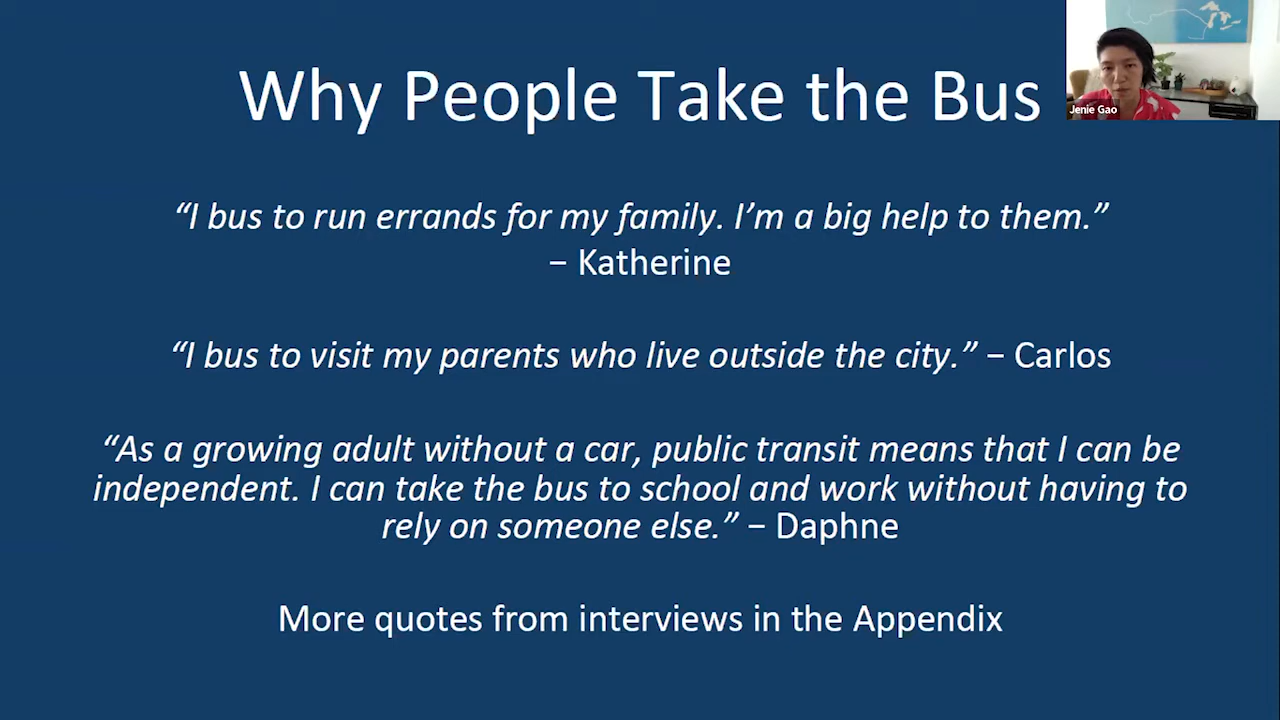 Why People Take the Bus
Jenie Gao
“I bus to run errands for my family. I’m a big help to them.”
– Katherine
“I bus to visit my parents who live outside the city.” – Carlos
“As a growing adult without a car, public transit means that I can be
independent. I can take the bus to school and work without having to
rely on someone else.” – Daphne
More quotes from interviews in the Appendix